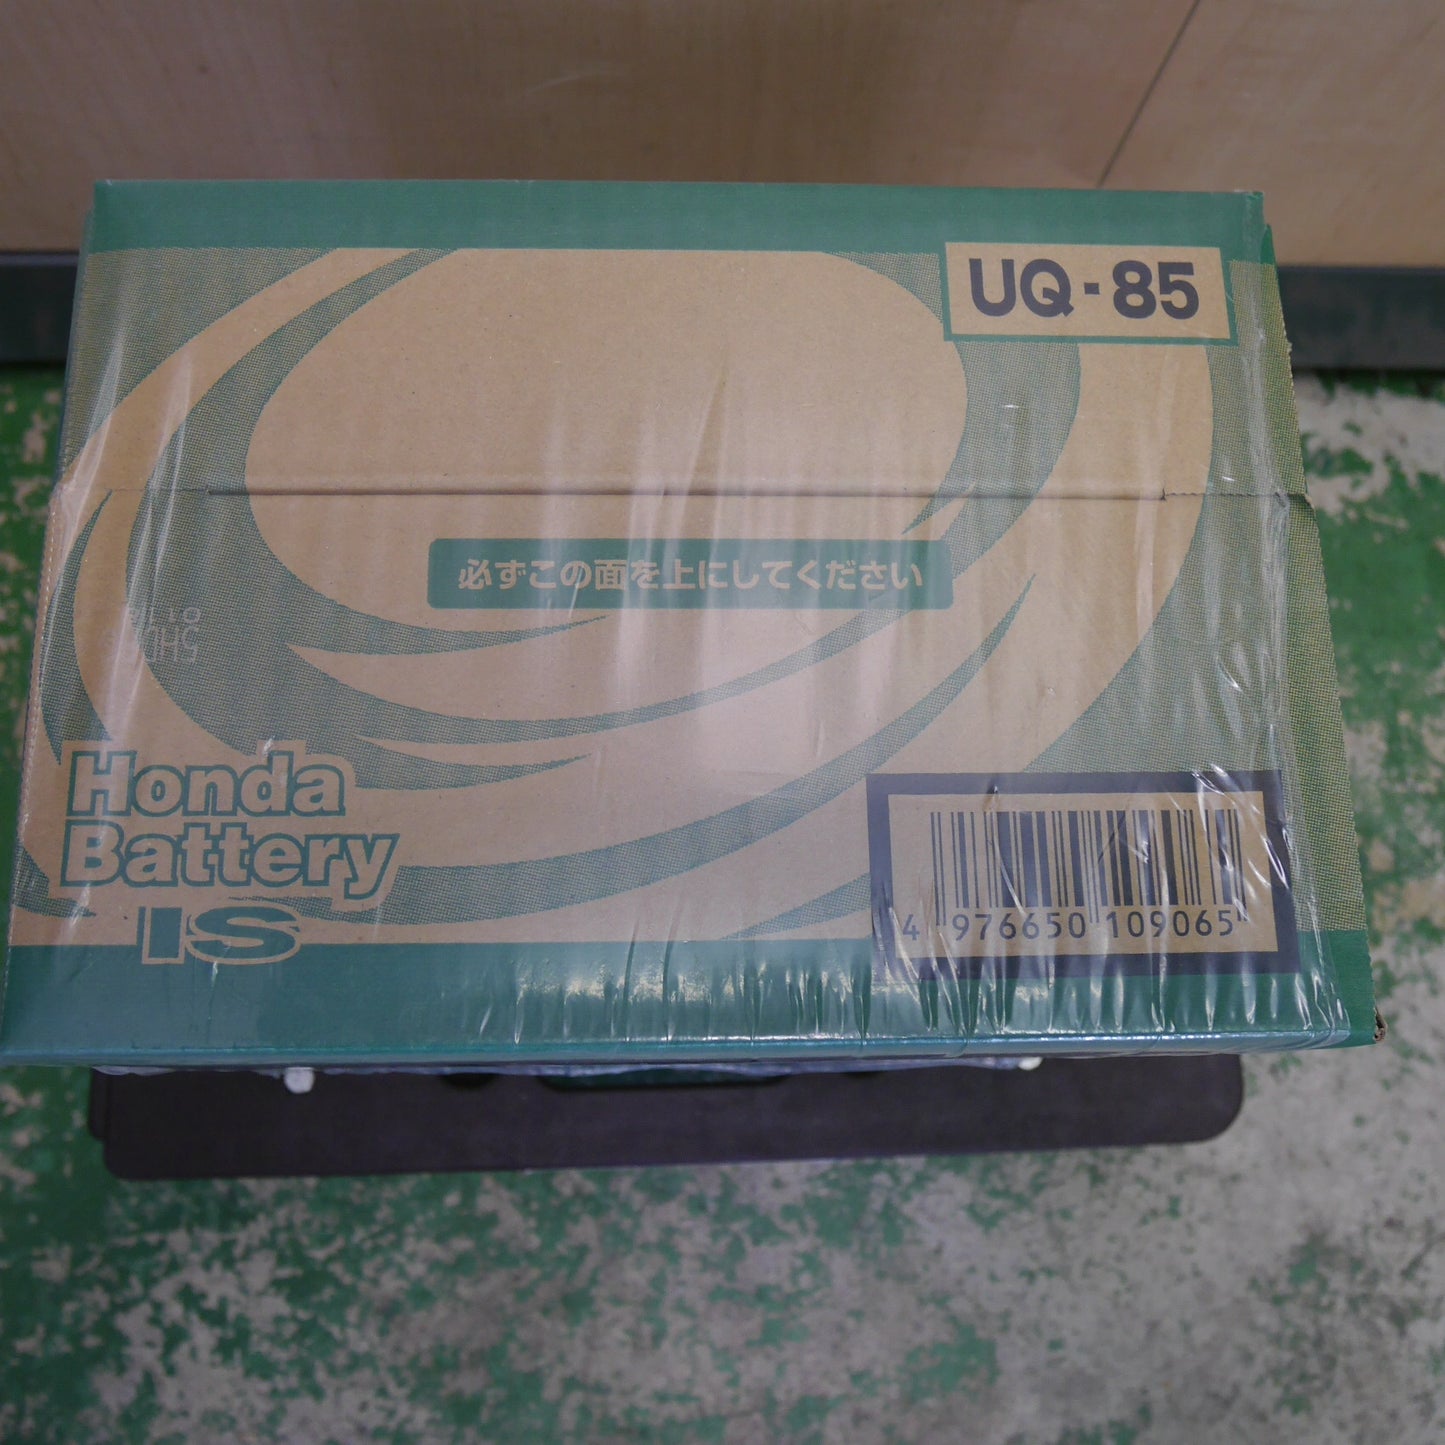 UQ-85
必ずこの面を上にしてください
Honda
Battery
IS
4 976650 109065